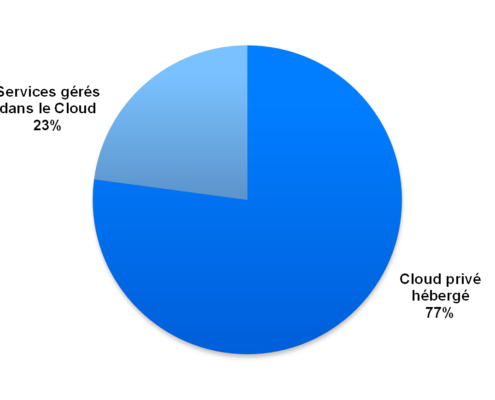 Services gérés
dans le Cloud
23%
Cloud privé
hébergé
77%